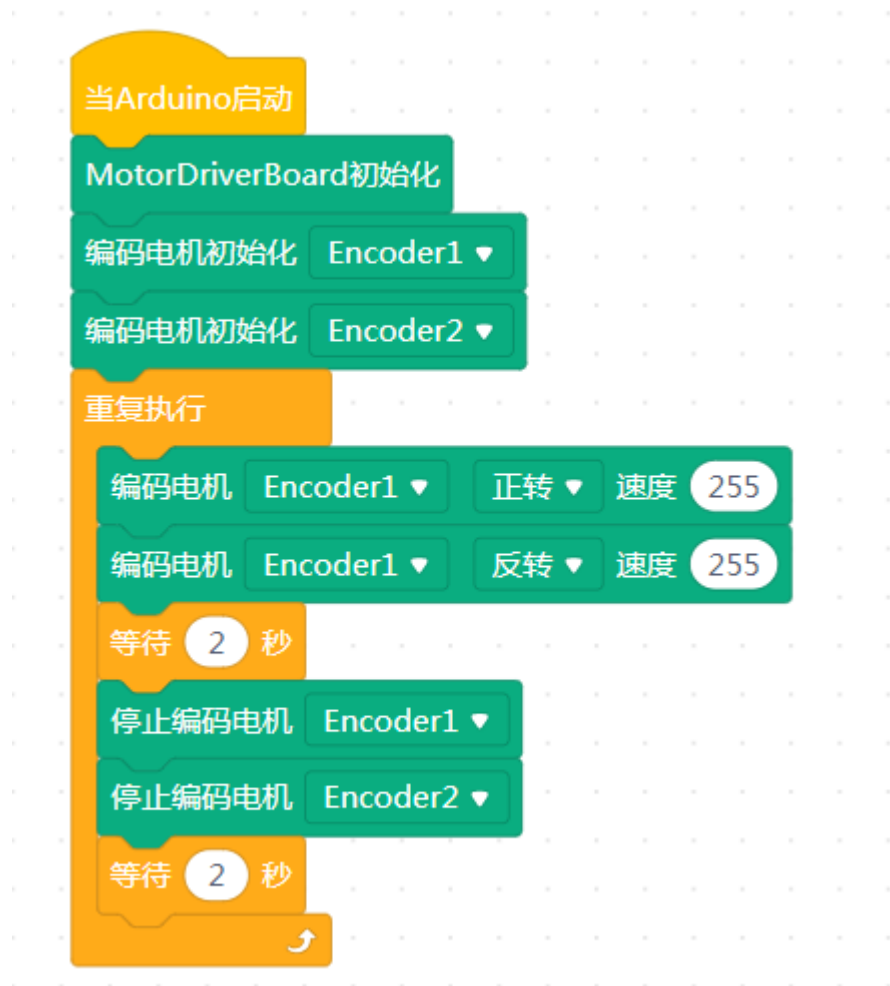 当Arduino启动
MotorDriverBoard初始化
编码电机初始化 Encoder1
编码电机初始化 Encoder2
重复执行
编码电机 Encoder1 正转 速度 255
编码电机 Encoder1 反转 速度 255
等待 2 秒
停止编码电机 Encoder1
停止编码电机 Encoder2
等待 2 秒